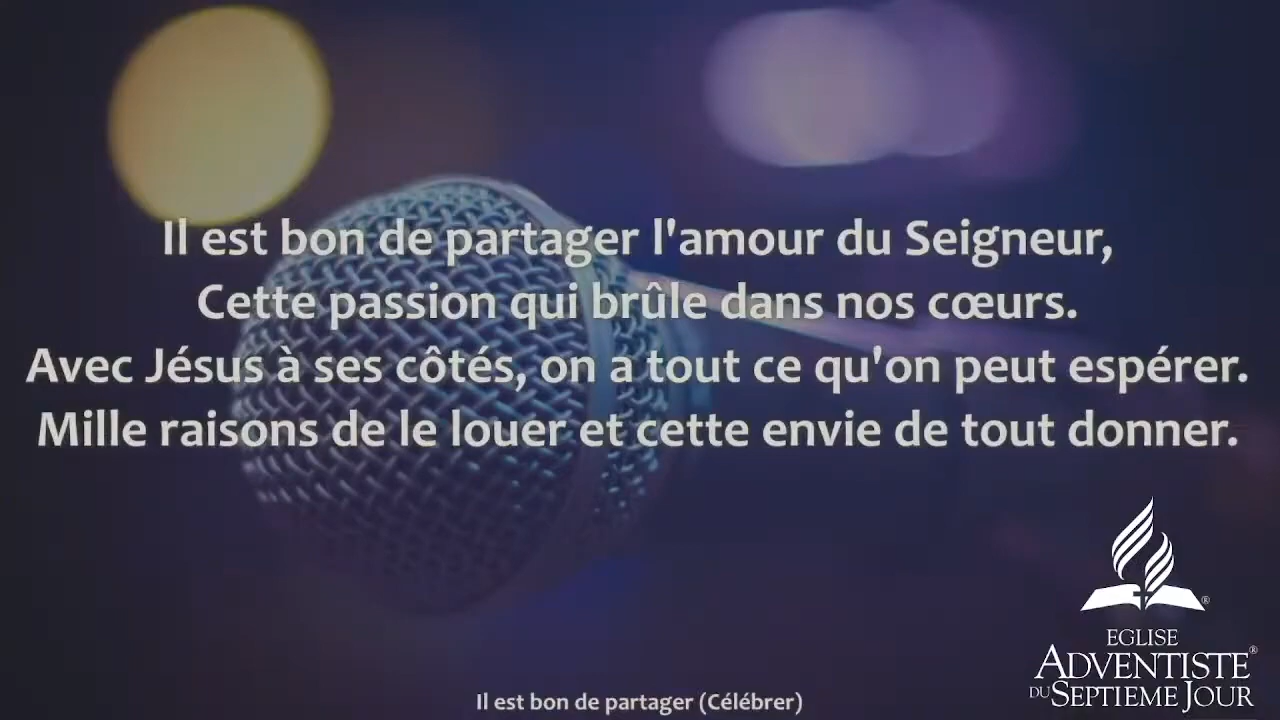 Il est bon de partager l'amour du Seigneur,
Cette passion qui brûle dans nos cœurs.
Avec Jésus à ses côtés, on a tout ce qu'on peut espérer.
Mille raisons de le louer et cette envie de tout donner.
®
EGLISE
ADVENTISTE®
DU SEPTIEME JOUR
Il est bon de partager (Célébrer)